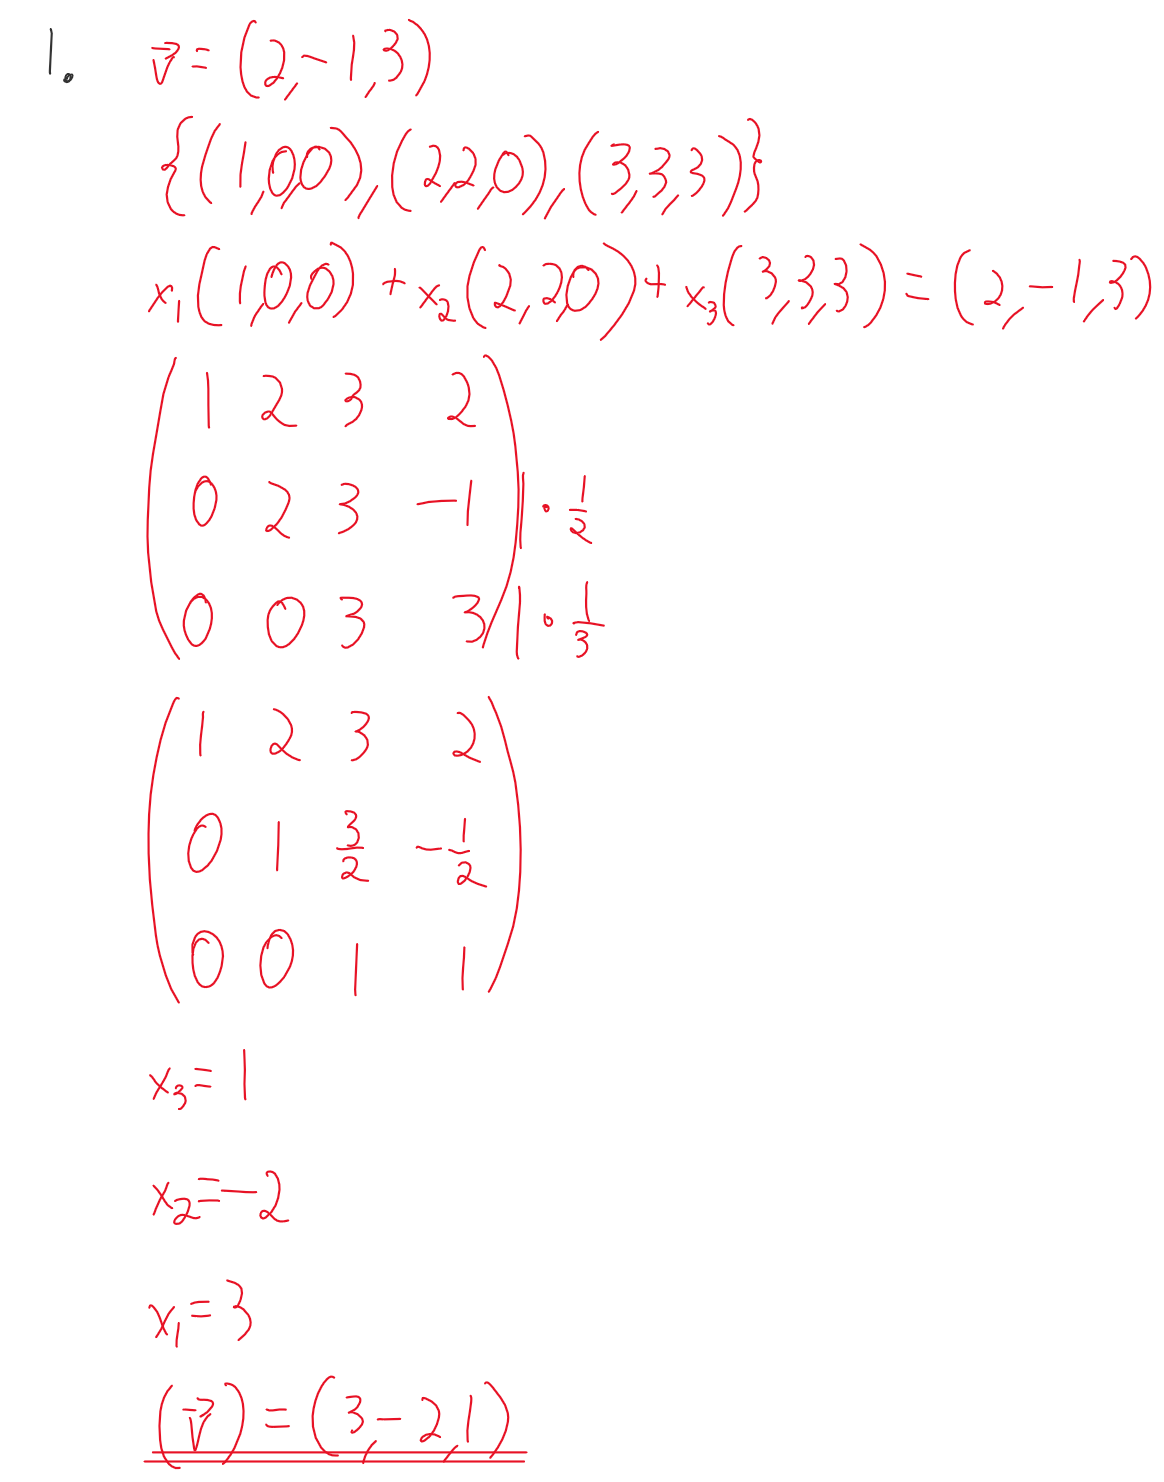 1. v⃗ = (2, -1, 3)
{(1,0,0), (2,2,0), (3,3,3)}
x₁(1,0,0) + x₂(2,2,0) + x₃(3,3,3) = (2, -1, 3)
( 1 2 3 2
0 2 3 -1 | · 1/2
0 0 3 3 ) | · 1/3
( 1 2 3 2
0 1 3/2 -1/2
0 0 1 1 )
x₃ = 1
x₂ = -2
x₁ = 3
(v⃗) = (3, -2, 1)